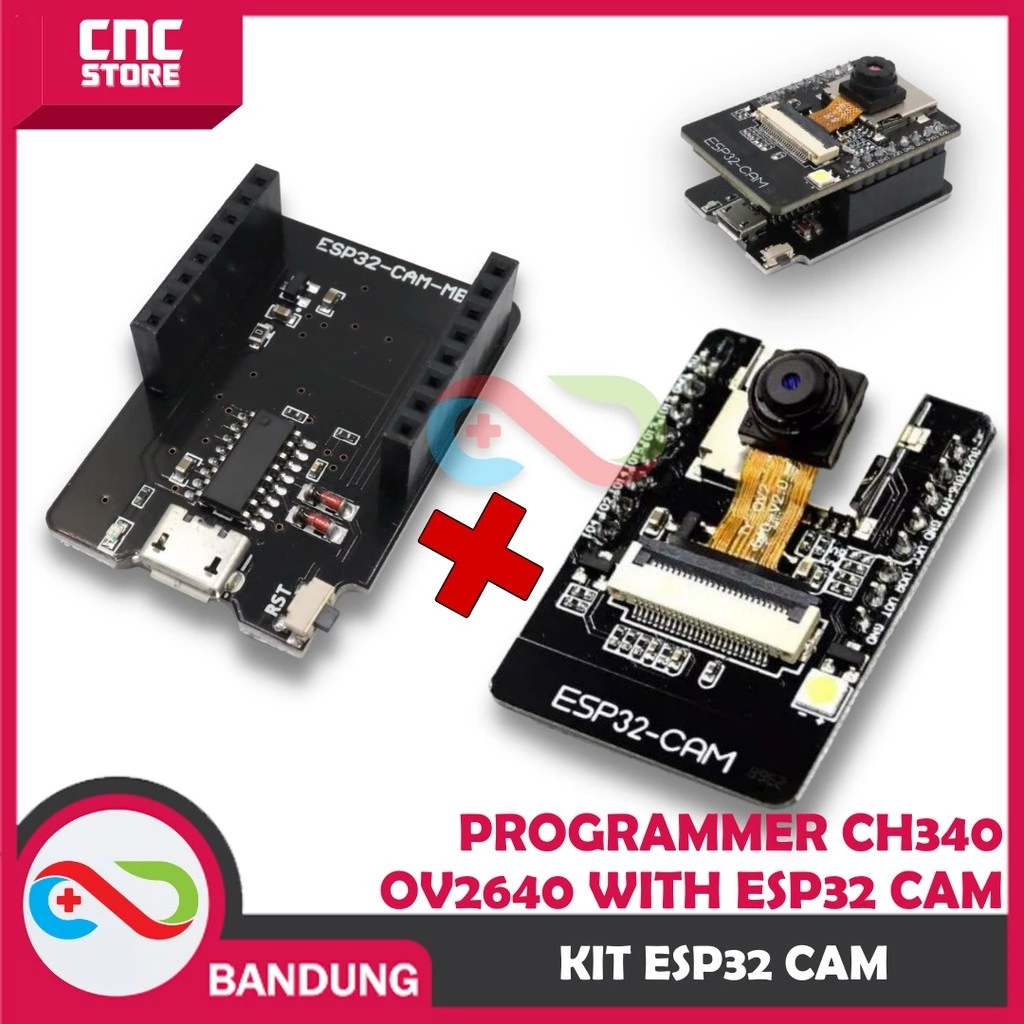 CNC
STORE
ESP32-CAM
ESP32-CAM-MB
RST
ESP32-CAM
PROGRAMMER CH340
OV2640 WITH ESP32 CAM
KIT ESP32 CAM
BANDUNG